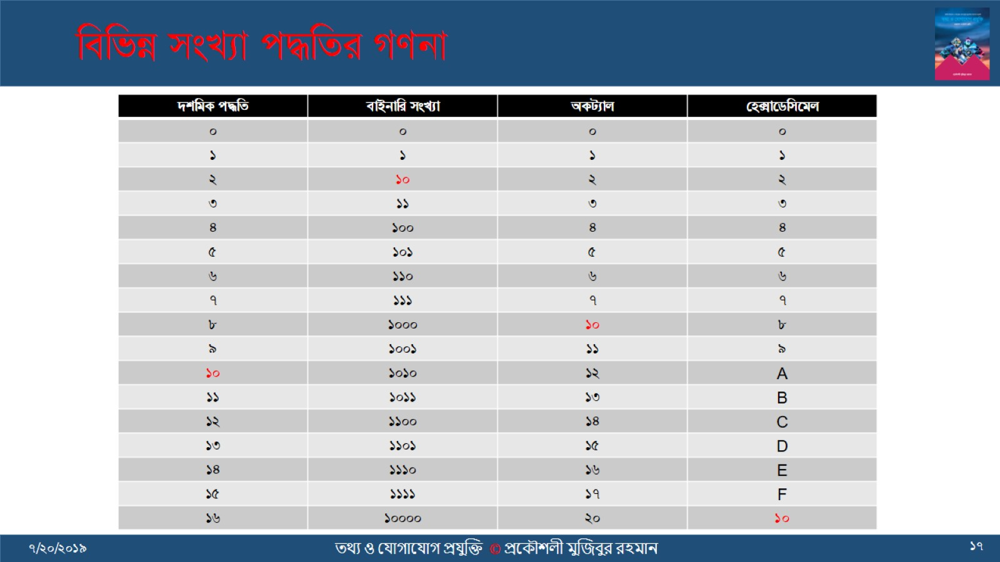 বিভিন্ন সংখ্যা পদ্ধতির গণনা
তথ্য ও যোগাযোগ প্রযুক্তি
দশমিক পদ্ধতি বাইনারি সংখ্যা অকট্যাল হেক্সাডেসিমেল
০ ০ ০ ০
১ ১ ১ ১
২ ১০ ২ ২
৩ ১১ ৩ ৩
৪ ১০০ ৪ ৪
৫ ১০১ ৫ ৫
৬ ১১০ ৬ ৬
৭ ১১১ ৭ ৭
৮ ১০০০ ১০ ৮
৯ ১০০১ ১১ ৯
১০ ১০১০ ১২ A
১১ ১০১১ ১৩ B
১২ ১১০০ ১৪ C
১৩ ১১০১ ১৫ D
১৪ ১১১০ ১৬ E
১৫ ১১১১ ১৭ F
১৬ ১০০০০ ২০ ১০
৭/২০/২০১৯ তথ্য ও যোগাযোগ প্রযুক্তি © প্রকৌশলী মুজিবুর রহমান ১৭